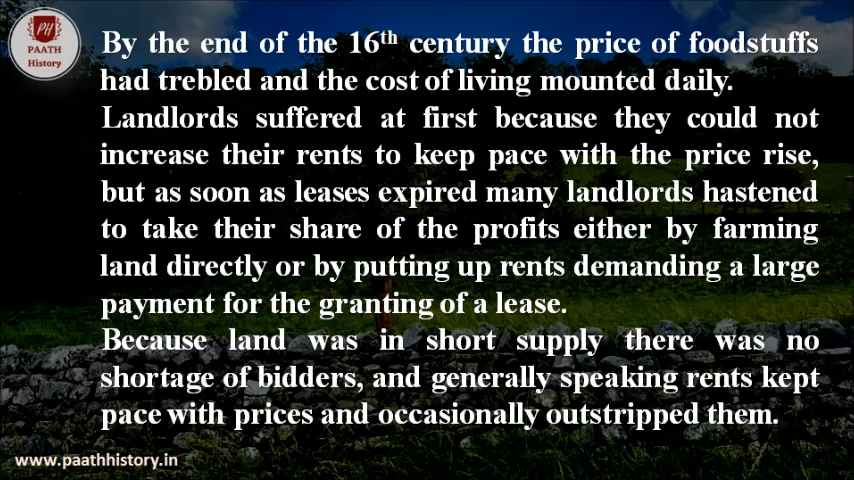 PH
PAATH
History
By the end of the 16th century the price of foodstuffs
had trebled and the cost of living mounted daily.
Landlords suffered at first because they could not
increase their rents to keep pace with the price rise,
but as soon as leases expired many landlords hastened
to take their share of the profits either by farming
land directly or by putting up rents demanding a large
payment for the granting of a lease.
Because land was in short supply there was no
shortage of bidders, and generally speaking rents kept
pace with prices and occasionally outstripped them.
www.paathhistory.in